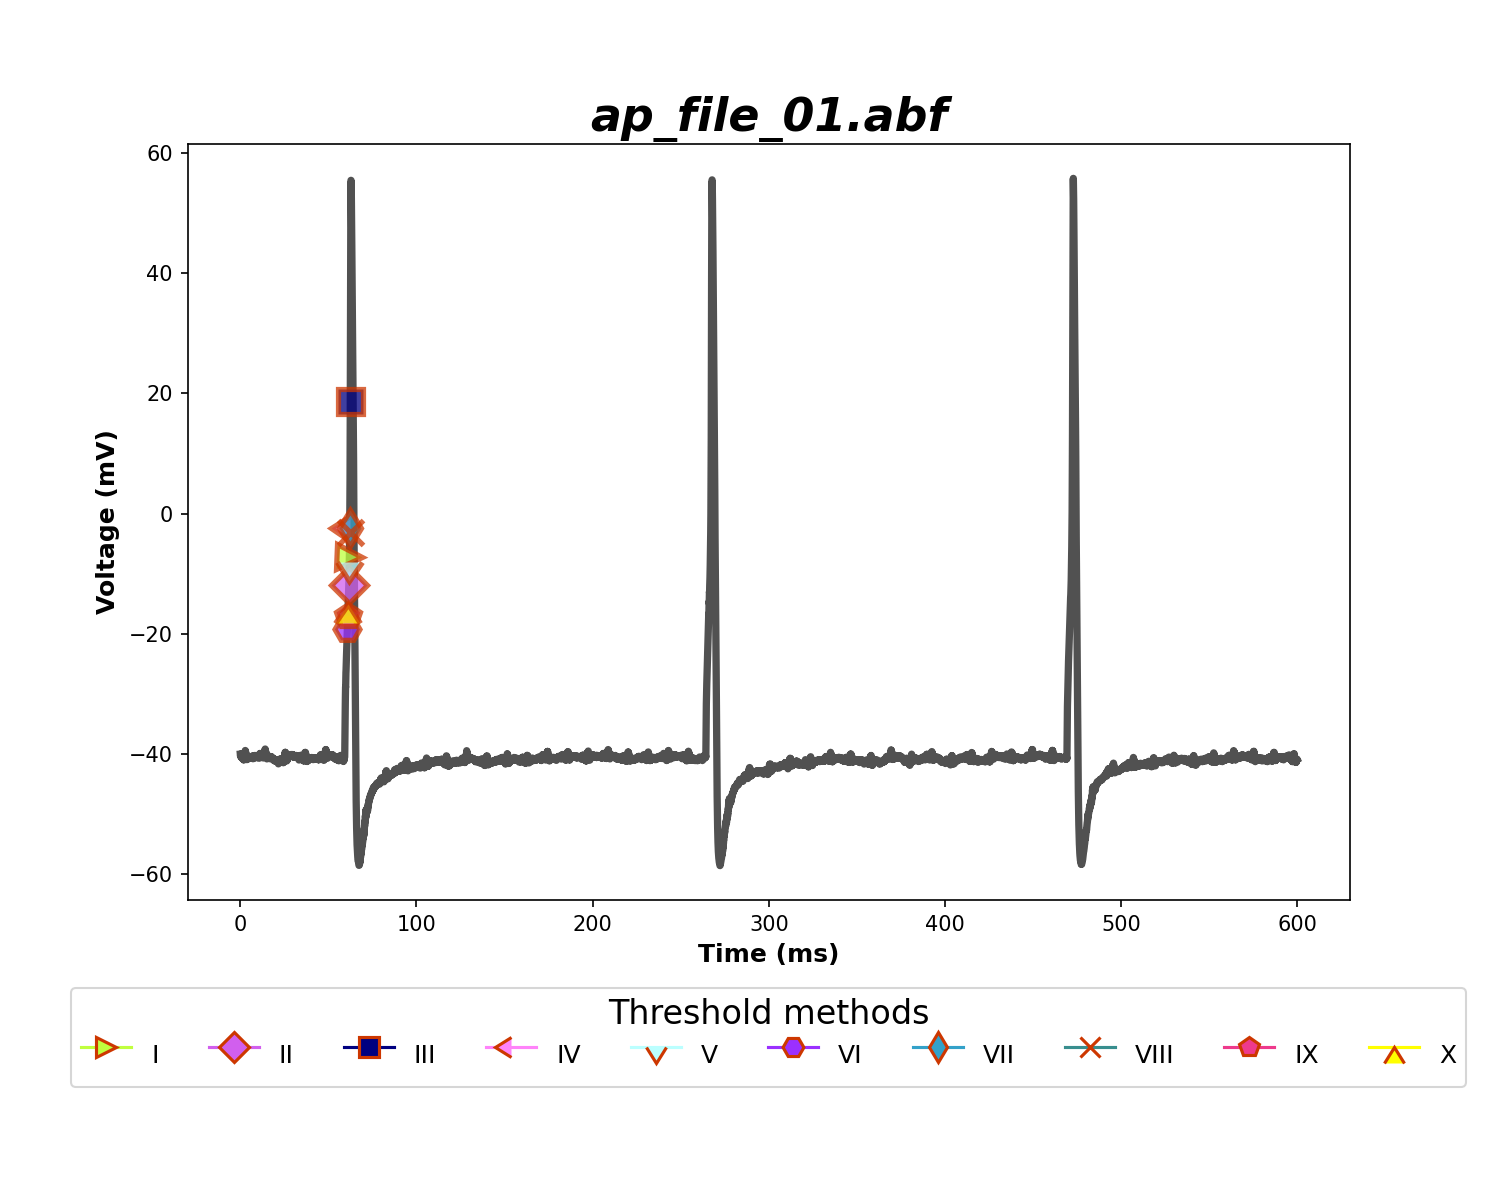 ap_file_01.abf
60
40
20
0
−20
−40
−60
Voltage (mV)
0 100 200 300 400 500 600
Time (ms)
Threshold methods
I II III IV V VI VII VIII IX X